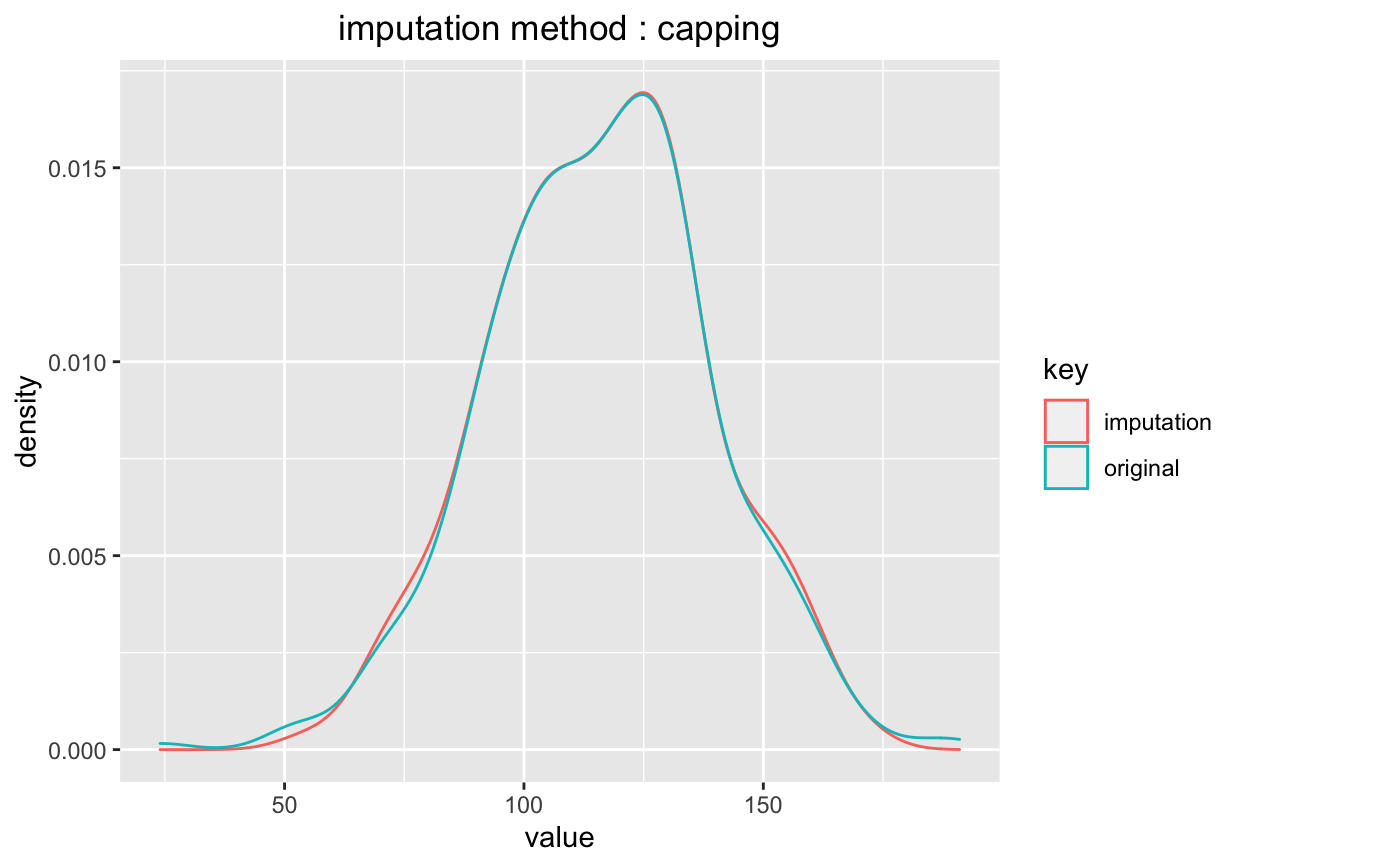 imputation method : capping
0.015
0.010
0.005
0.000
density
50 100 150
value
key
imputation
original